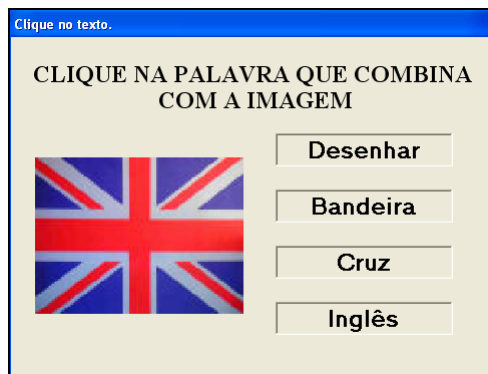 Clique no texto.
CLIQUE NA PALAVRA QUE COMBINA
COM A IMAGEM
Desenhar
Bandeira
Cruz
Inglês